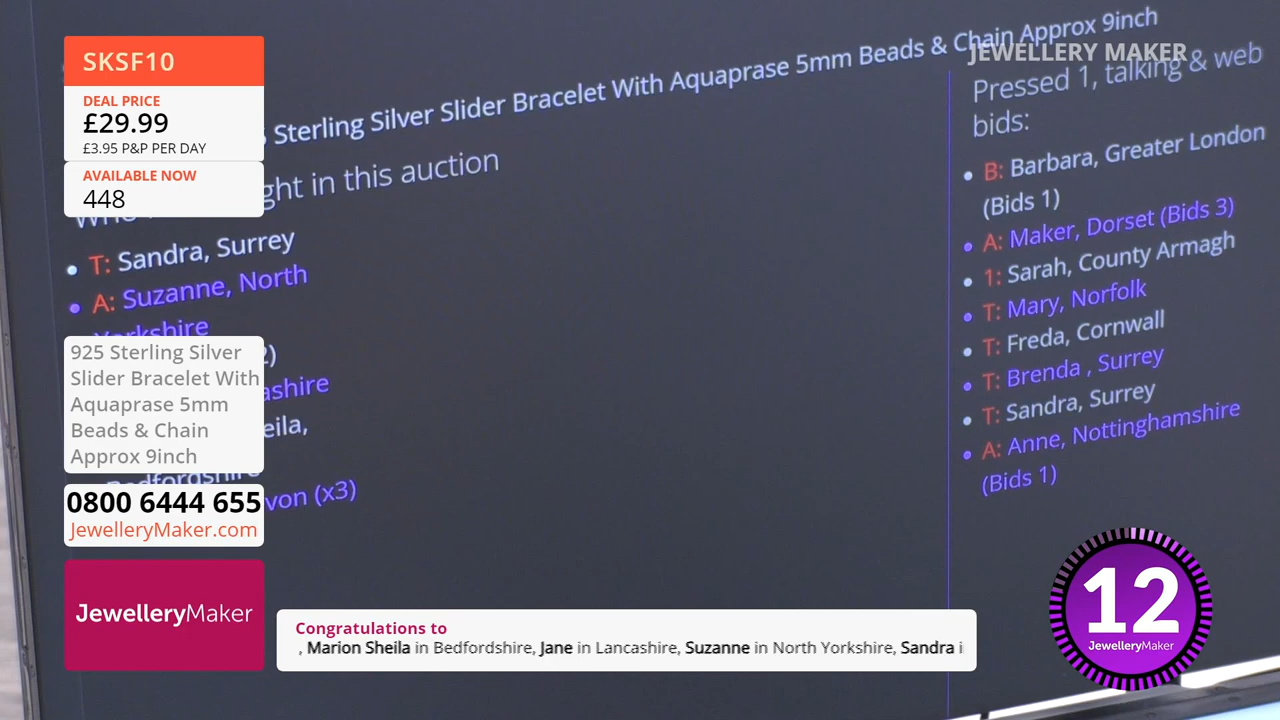 SKSF10
DEAL PRICE
£29.99
£3.95 P&P PER DAY
AVAILABLE NOW
448
925 Sterling Silver
Slider Bracelet With
Aquaprase 5mm
Beads & Chain
Approx 9inch
0800 6444 655
JewelleryMaker.com
JewelleryMaker
Sterling Silver Slider Bracelet With Aquaprase 5mm Beads & Chain Approx 9inch
in this auction
T: Sandra, Surrey
A: Suzanne, North
Yorkshire
Bedfordshire
(x3)
JEWELLERY MAKER
Pressed 1, talking & web
bids:
B: Barbara, Greater London
(Bids 1)
A: Maker, Dorset (Bids 3)
1: Sarah, County Armagh
T: Mary, Norfolk
T: Freda, Cornwall
T: Brenda , Surrey
T: Sandra, Surrey
A: Anne, Nottinghamshire
(Bids 1)
Congratulations to
, Marion Sheila in Bedfordshire, Jane in Lancashire, Suzanne in North Yorkshire, Sandra i
12
JewelleryMaker